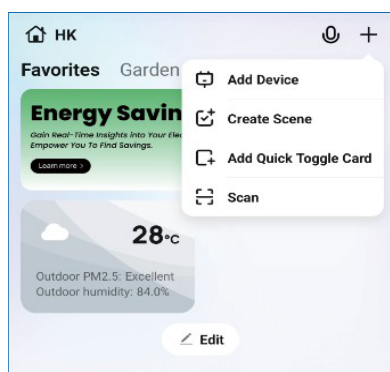 HK
Favorites Garden
Energy Savin
Gain Real-Time Insights into Your Elec
Empower You To Find Savings.
Learn more >
Add Device
Create Scene
Add Quick Toggle Card
Scan
28°C
Outdoor PM2.5: Excellent
Outdoor humidity: 84.0%
Edit